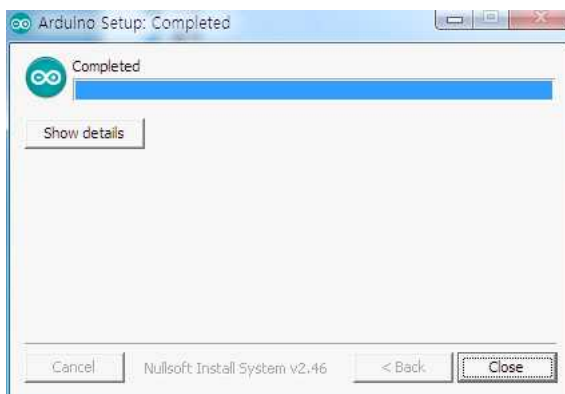 Arduino Setup: Completed
Completed
Show details
Cancel Nullsoft Install System v2.46 < Back Close